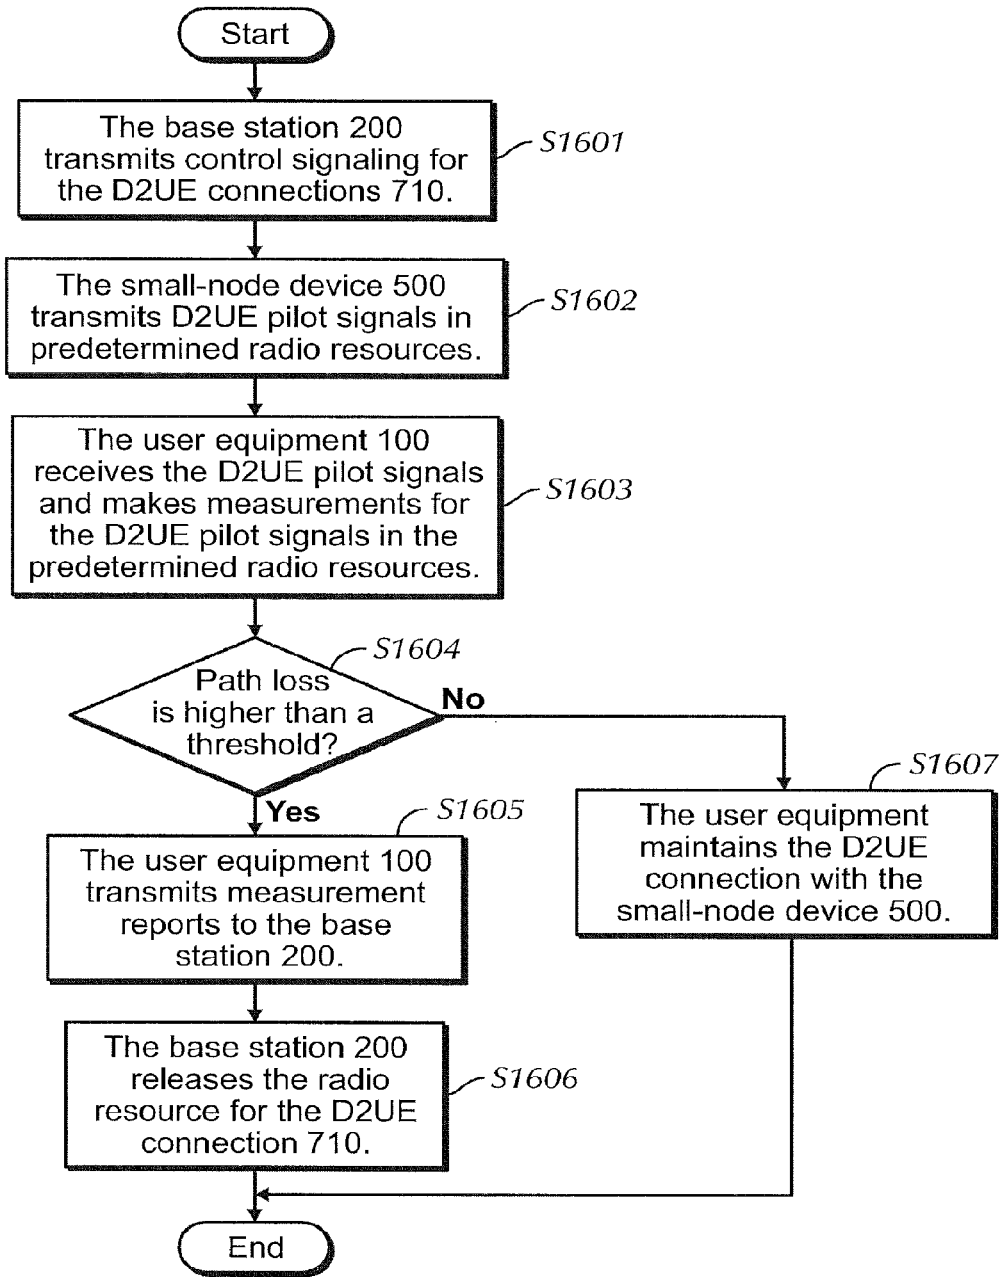 Start
The base station 200
transmits control signaling for
the D2UE connections 710.
S1601
The small-node device 500
transmits D2UE pilot signals in
predetermined radio resources.
S1602
The user equipment 100
receives the D2UE pilot signals
and makes measurements for
the D2UE pilot signals in the
predetermined radio resources.
S1603
S1604
Path loss
is higher than a
threshold?
No
Yes
S1605
The user equipment 100
transmits measurement
reports to the base
station 200.
S1607
The user equipment
maintains the D2UE
connection with the
small-node device 500.
The base station 200
releases the radio
resource for the D2UE
connection 710.
S1606
End